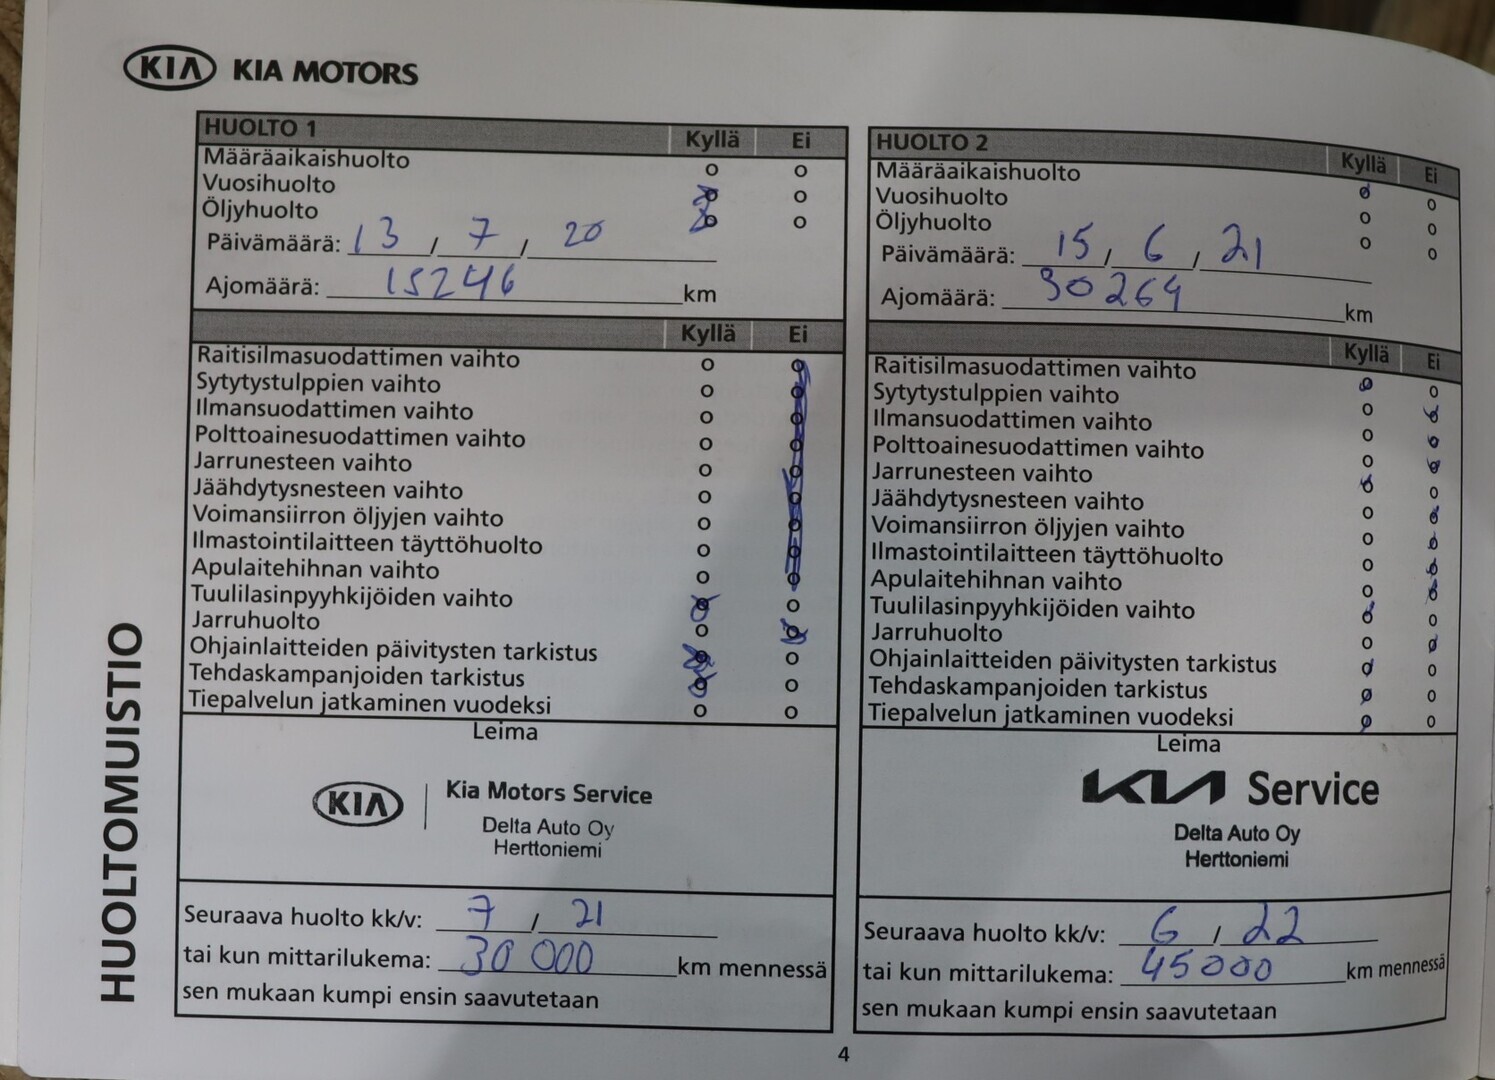 KIA KIA MOTORS
HUOLTOMUISTIO
HUOLTO 1 Kyllä Ei
Määräaikaishuolto
Vuosihuolto
Öljyhuolto
Päivämäärä: 13 / 7 / 20
Ajomäärä: 15246 km
Kyllä Ei
Raitisilmasuodattimen vaihto
Sytytystulppien vaihto
Ilmansuodattimen vaihto
Polttoainesuodattimen vaihto
Jarrunesteen vaihto
Jäähdytysnesteen vaihto
Voimansiirron öljyjen vaihto
Ilmastointilaitteen täyttöhuolto
Apulaitehihnan vaihto
Tuulilasinpyyhkijöiden vaihto
Jarruhuolto
Ohjainlaitteiden päivitysten tarkistus
Tehdaskampanjoiden tarkistus
Tiepalvelun jatkaminen vuodeksi
Leima
KIA Kia Motors Service
Delta Auto Oy
Herttoniemi
Seuraava huolto kk/v: 7 / 21
tai kun mittarilukema: 30 000 km mennessä
sen mukaan kumpi ensin saavutetaan
HUOLTO 2 Kyllä Ei
Määräaikaishuolto
Vuosihuolto
Öljyhuolto
Päivämäärä: 15 / 6 / 21
Ajomäärä: 30264 km
Kyllä Ei
Raitisilmasuodattimen vaihto
Sytytystulppien vaihto
Ilmansuodattimen vaihto
Polttoainesuodattimen vaihto
Jarrunesteen vaihto
Jäähdytysnesteen vaihto
Voimansiirron öljyjen vaihto
Ilmastointilaitteen täyttöhuolto
Apulaitehihnan vaihto
Tuulilasinpyyhkijöiden vaihto
Jarruhuolto
Ohjainlaitteiden päivitysten tarkistus
Tehdaskampanjoiden tarkistus
Tiepalvelun jatkaminen vuodeksi
Leima
KIA Service
Delta Auto Oy
Herttoniemi
Seuraava huolto kk/v: 6 / 22
tai kun mittarilukema: 45000 km mennessä
sen mukaan kumpi ensin saavutetaan
4